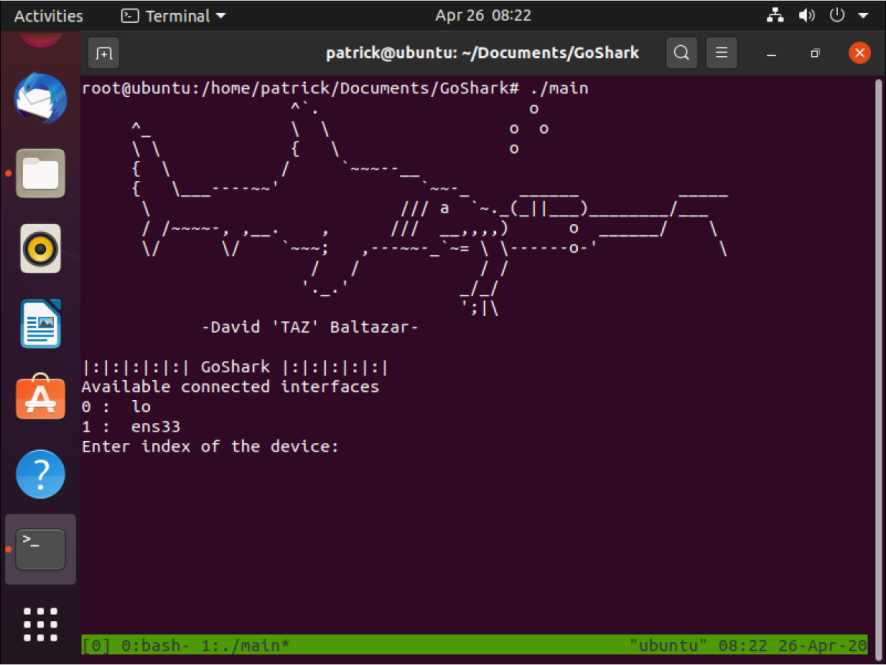 Activities Terminal Apr 26 08:22
patrick@ubuntu: ~/Documents/GoShark
root@ubuntu:/home/patrick/Documents/GoShark# ./main
-David 'TAZ' Baltazar-
|:|:|:|:|:| GoShark |:|:|:|:|:|
Available connected interfaces
0 : lo
1 : ens33
Enter index of the device:
[0] 0:bash- 1:./main* "ubuntu" 08:22 26-Apr-20